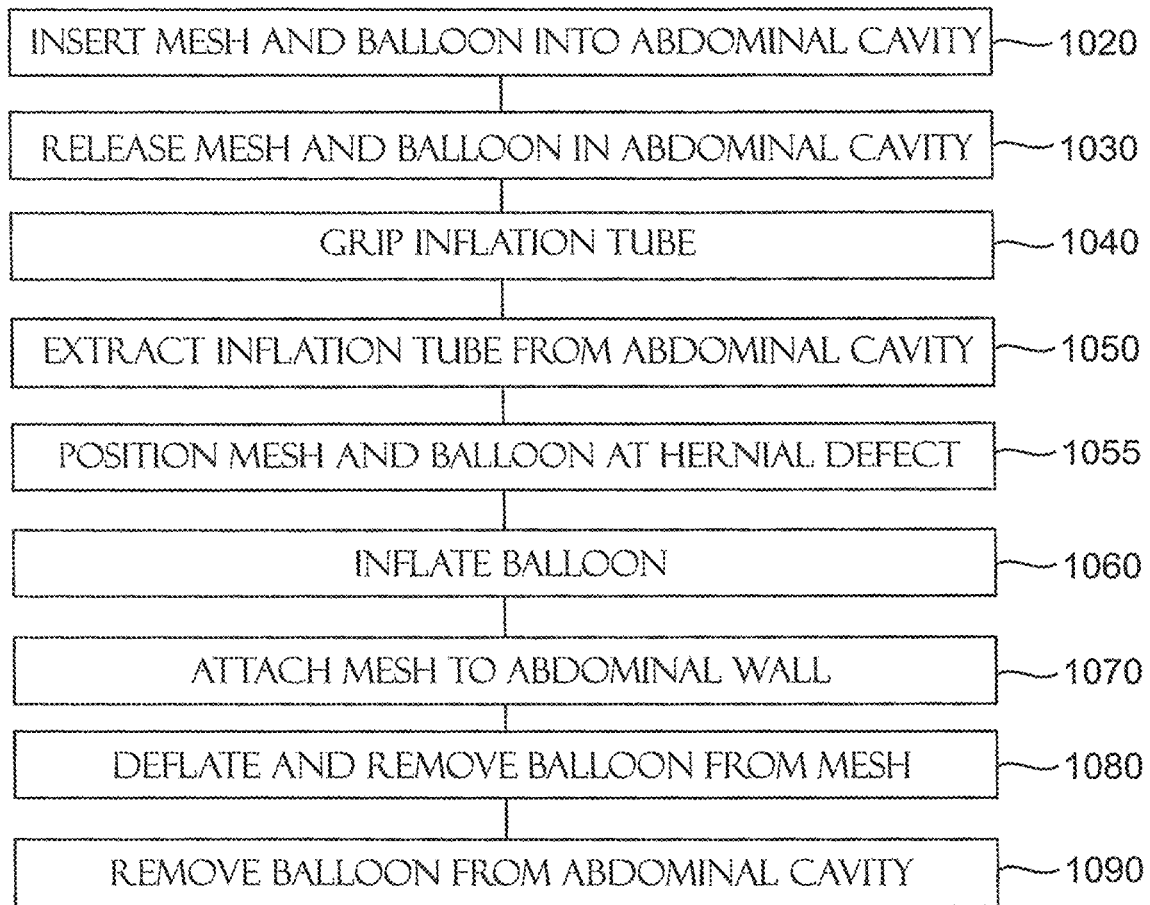 INSERT MESH AND BALLOON INTO ABDOMINAL CAVITY 1020
RELEASE MESH AND BALLOON IN ABDOMINAL CAVITY 1030
GRIP INFLATION TUBE 1040
EXTRACT INFLATION TUBE FROM ABDOMINAL CAVITY 1050
POSITION MESH AND BALLOON AT HERNIAL DEFECT 1055
INFLATE BALLOON 1060
ATTACH MESH TO ABDOMINAL WALL 1070
DEFLATE AND REMOVE BALLOON FROM MESH 1080
REMOVE BALLOON FROM ABDOMINAL CAVITY 1090